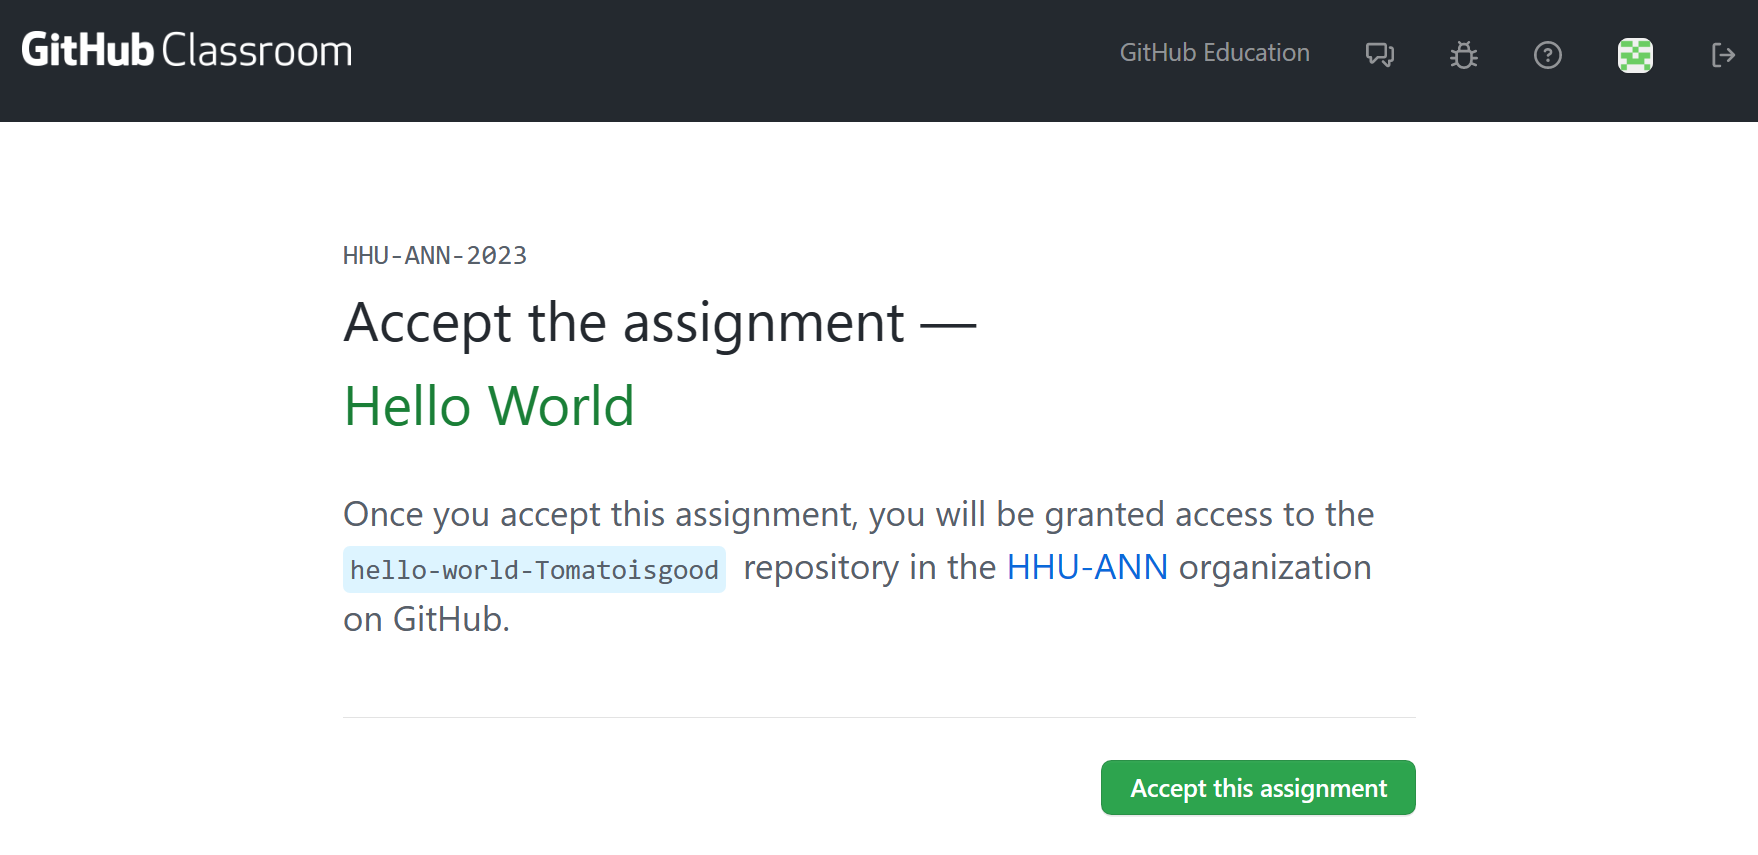 GitHub Classroom
GitHub Education
HHU-ANN-2023
Accept the assignment —
Hello World
Once you accept this assignment, you will be granted access to the
hello-world-Tomatoisgood repository in the HHU-ANN organization
on GitHub.
Accept this assignment